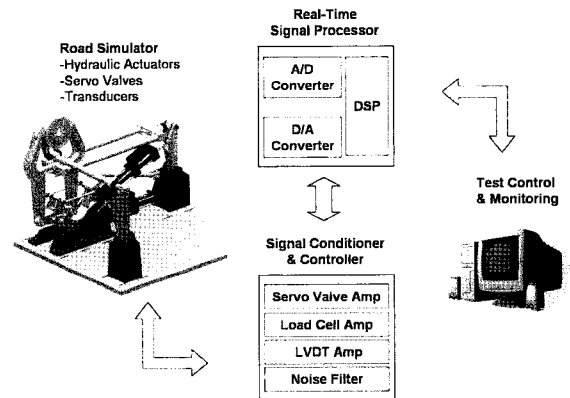 Real-Time
Signal Processor
Road Simulator
-Hydraulic Actuators
-Servo Valves
-Transducers
A/D
Converter
DSP
D/A
Converter
Test Control
& Monitoring
Signal Conditioner
& Controller
Servo Valve Amp
Load Cell Amp
LVDT Amp
Noise Filter